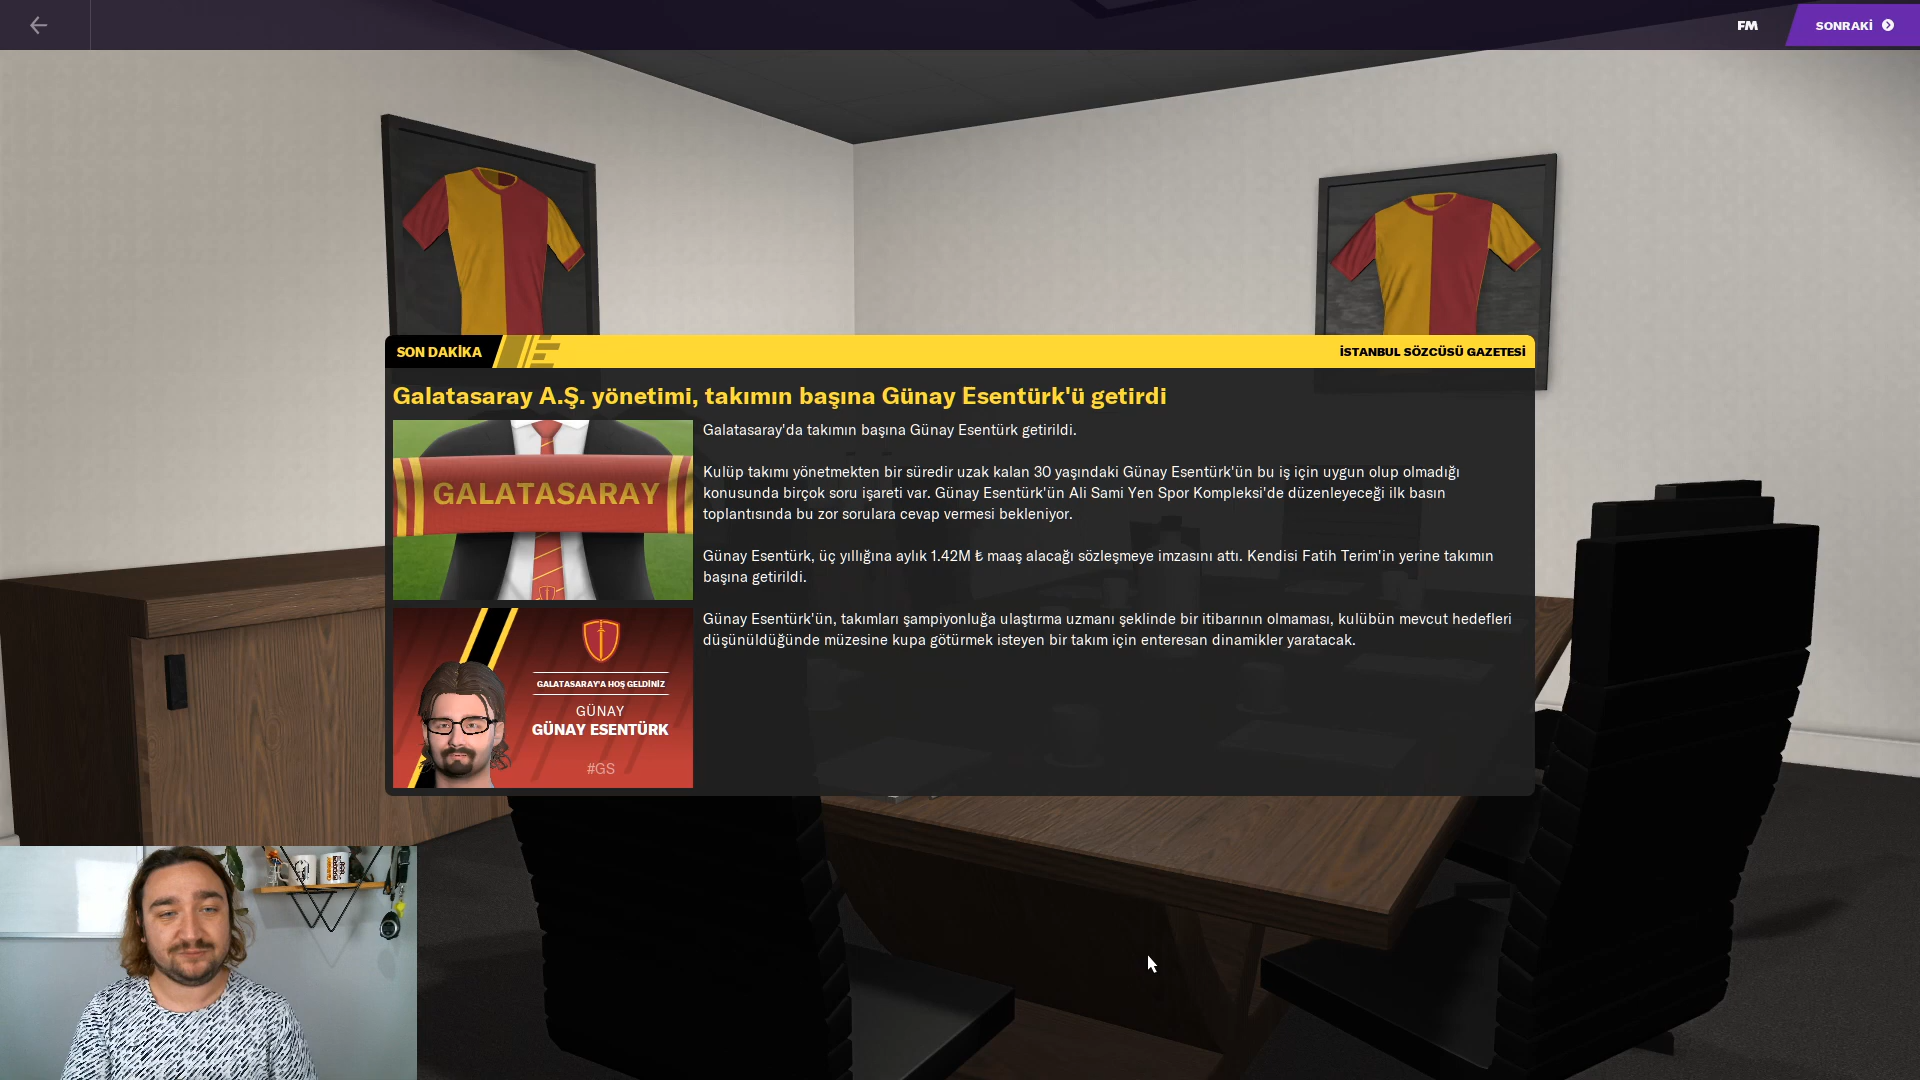 FM
SONRAKİ
SON DAKİKA
İSTANBUL SÖZCÜSÜ GAZETESİ
Galatasaray A.Ş. yönetimi, takımın başına Günay Esentürk'ü getirdi
GALATASARAY
Galatasaray'da takımın başına Günay Esentürk getirildi.
Kulüp takımı yönetmekten bir süredir uzak kalan 30 yaşındaki Günay Esentürk'ün bu iş için uygun olup olmadığı
konusunda birçok soru işareti var. Günay Esentürk'ün Ali Sami Yen Spor Kompleksi'de düzenleyeceği ilk basın
toplantısında bu zor sorulara cevap vermesi bekleniyor.
Günay Esentürk, üç yıllığına aylık 1.42M ₺ maaş alacağı sözleşmeye imzasını attı. Kendisi Fatih Terim'in yerine takımın
başına getirildi.
Günay Esentürk'ün, takımları şampiyonluğa ulaştırma uzmanı şeklinde bir itibarının olmaması, kulübün mevcut hedefleri
düşünüldüğünde müzesine kupa götürmek isteyen bir takım için enteresan dinamikler yaratacak.
GALATASARAY'A HOŞ GELDİNİZ
GÜNAY
GÜNAY ESENTÜRK
#GS